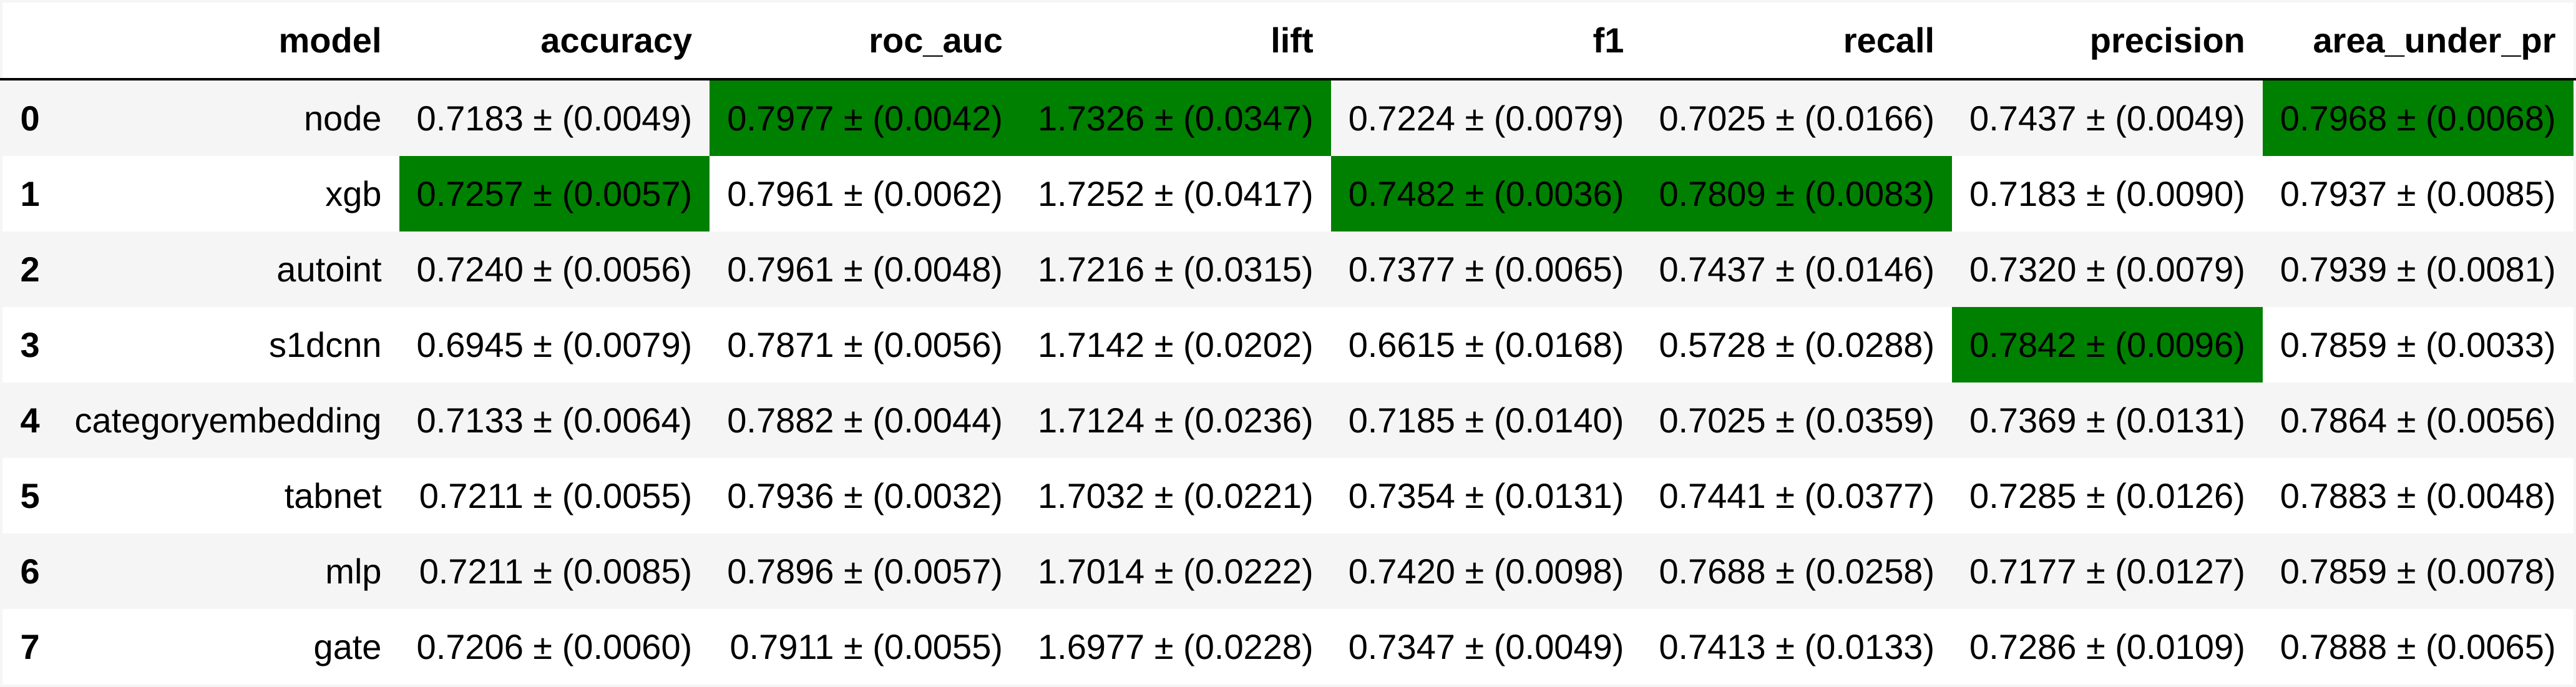 model accuracy roc_auc lift f1 recall precision area_under_pr
0 node 0.7183 ± (0.0049) 0.7977 ± (0.0042) 1.7326 ± (0.0347) 0.7224 ± (0.0079) 0.7025 ± (0.0166) 0.7437 ± (0.0049) 0.7968 ± (0.0068)
1 xgb 0.7257 ± (0.0057) 0.7961 ± (0.0062) 1.7252 ± (0.0417) 0.7482 ± (0.0036) 0.7809 ± (0.0083) 0.7183 ± (0.0090) 0.7937 ± (0.0085)
2 autoint 0.7240 ± (0.0056) 0.7961 ± (0.0048) 1.7216 ± (0.0315) 0.7377 ± (0.0065) 0.7437 ± (0.0146) 0.7320 ± (0.0079) 0.7939 ± (0.0081)
3 s1dcnn 0.6945 ± (0.0079) 0.7871 ± (0.0056) 1.7142 ± (0.0202) 0.6615 ± (0.0168) 0.5728 ± (0.0288) 0.7842 ± (0.0096) 0.7859 ± (0.0033)
4 categoryembedding 0.7133 ± (0.0064) 0.7882 ± (0.0044) 1.7124 ± (0.0236) 0.7185 ± (0.0140) 0.7025 ± (0.0359) 0.7369 ± (0.0131) 0.7864 ± (0.0056)
5 tabnet 0.7211 ± (0.0055) 0.7936 ± (0.0032) 1.7032 ± (0.0221) 0.7354 ± (0.0131) 0.7441 ± (0.0377) 0.7285 ± (0.0126) 0.7883 ± (0.0048)
6 mlp 0.7211 ± (0.0085) 0.7896 ± (0.0057) 1.7014 ± (0.0222) 0.7420 ± (0.0098) 0.7688 ± (0.0258) 0.7177 ± (0.0127) 0.7859 ± (0.0078)
7 gate 0.7206 ± (0.0060) 0.7911 ± (0.0055) 1.6977 ± (0.0228) 0.7347 ± (0.0049) 0.7413 ± (0.0133) 0.7286 ± (0.0109) 0.7888 ± (0.0065)